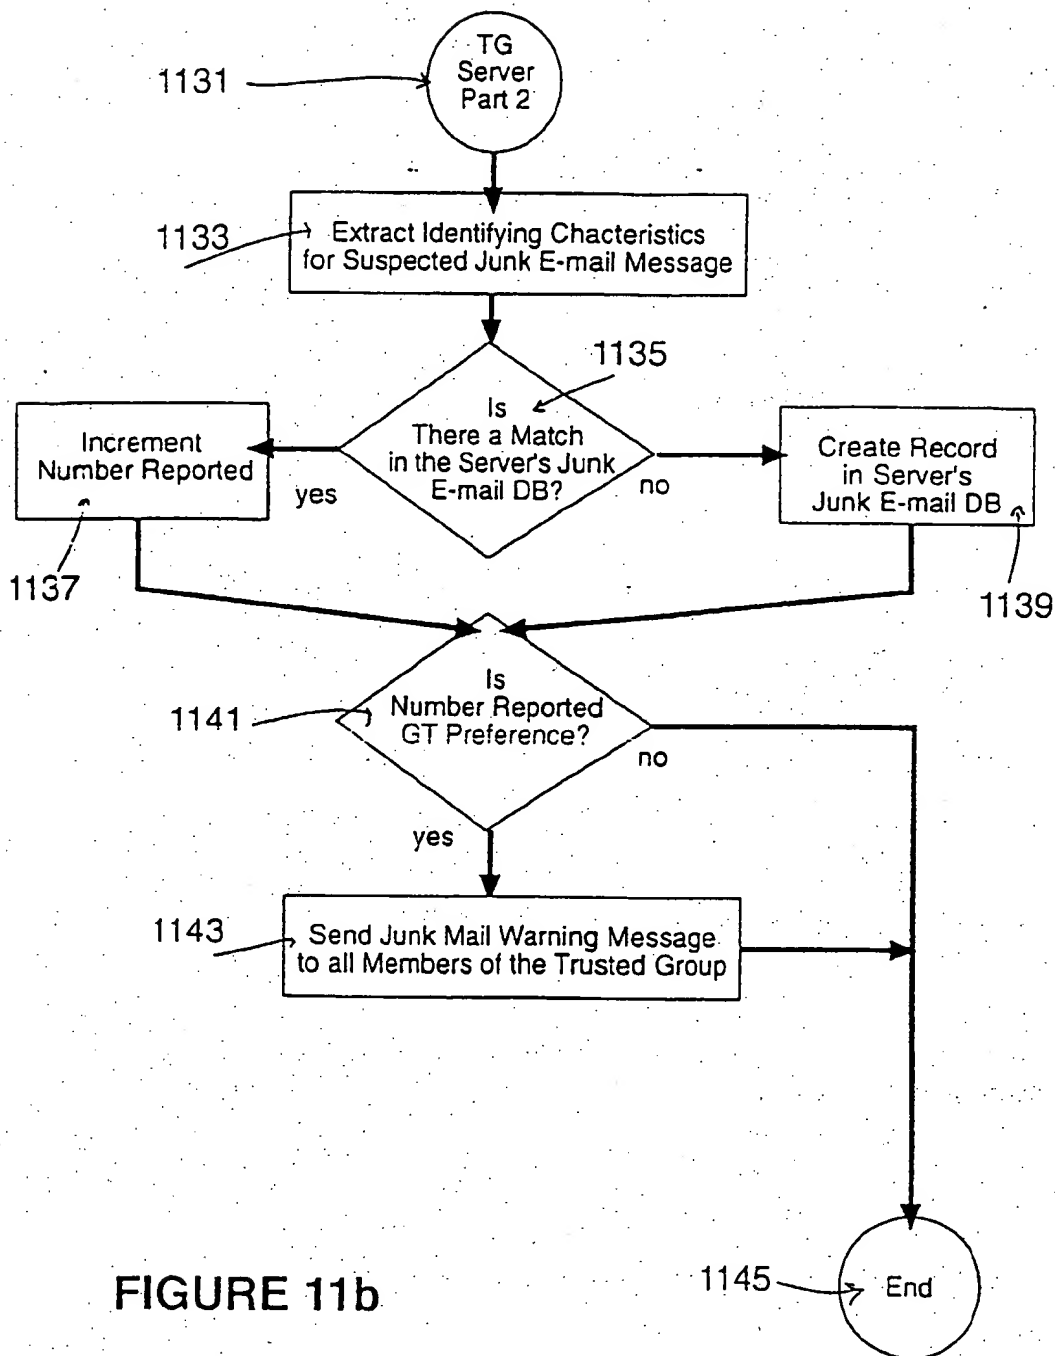 TG
Server
Part 2
1131
1133
Extract Identifying Chacteristics
for Suspected Junk E-mail Message
1135
Is
There a Match
in the Server's Junk
E-mail DB?
yes
no
Increment
Number Reported
1137
Create Record
in Server's
Junk E-mail DB
1139
1141
Is
Number Reported
GT Preference?
no
yes
1143
Send Junk Mail Warning Message
to all Members of the Trusted Group
1145
End
FIGURE 11b